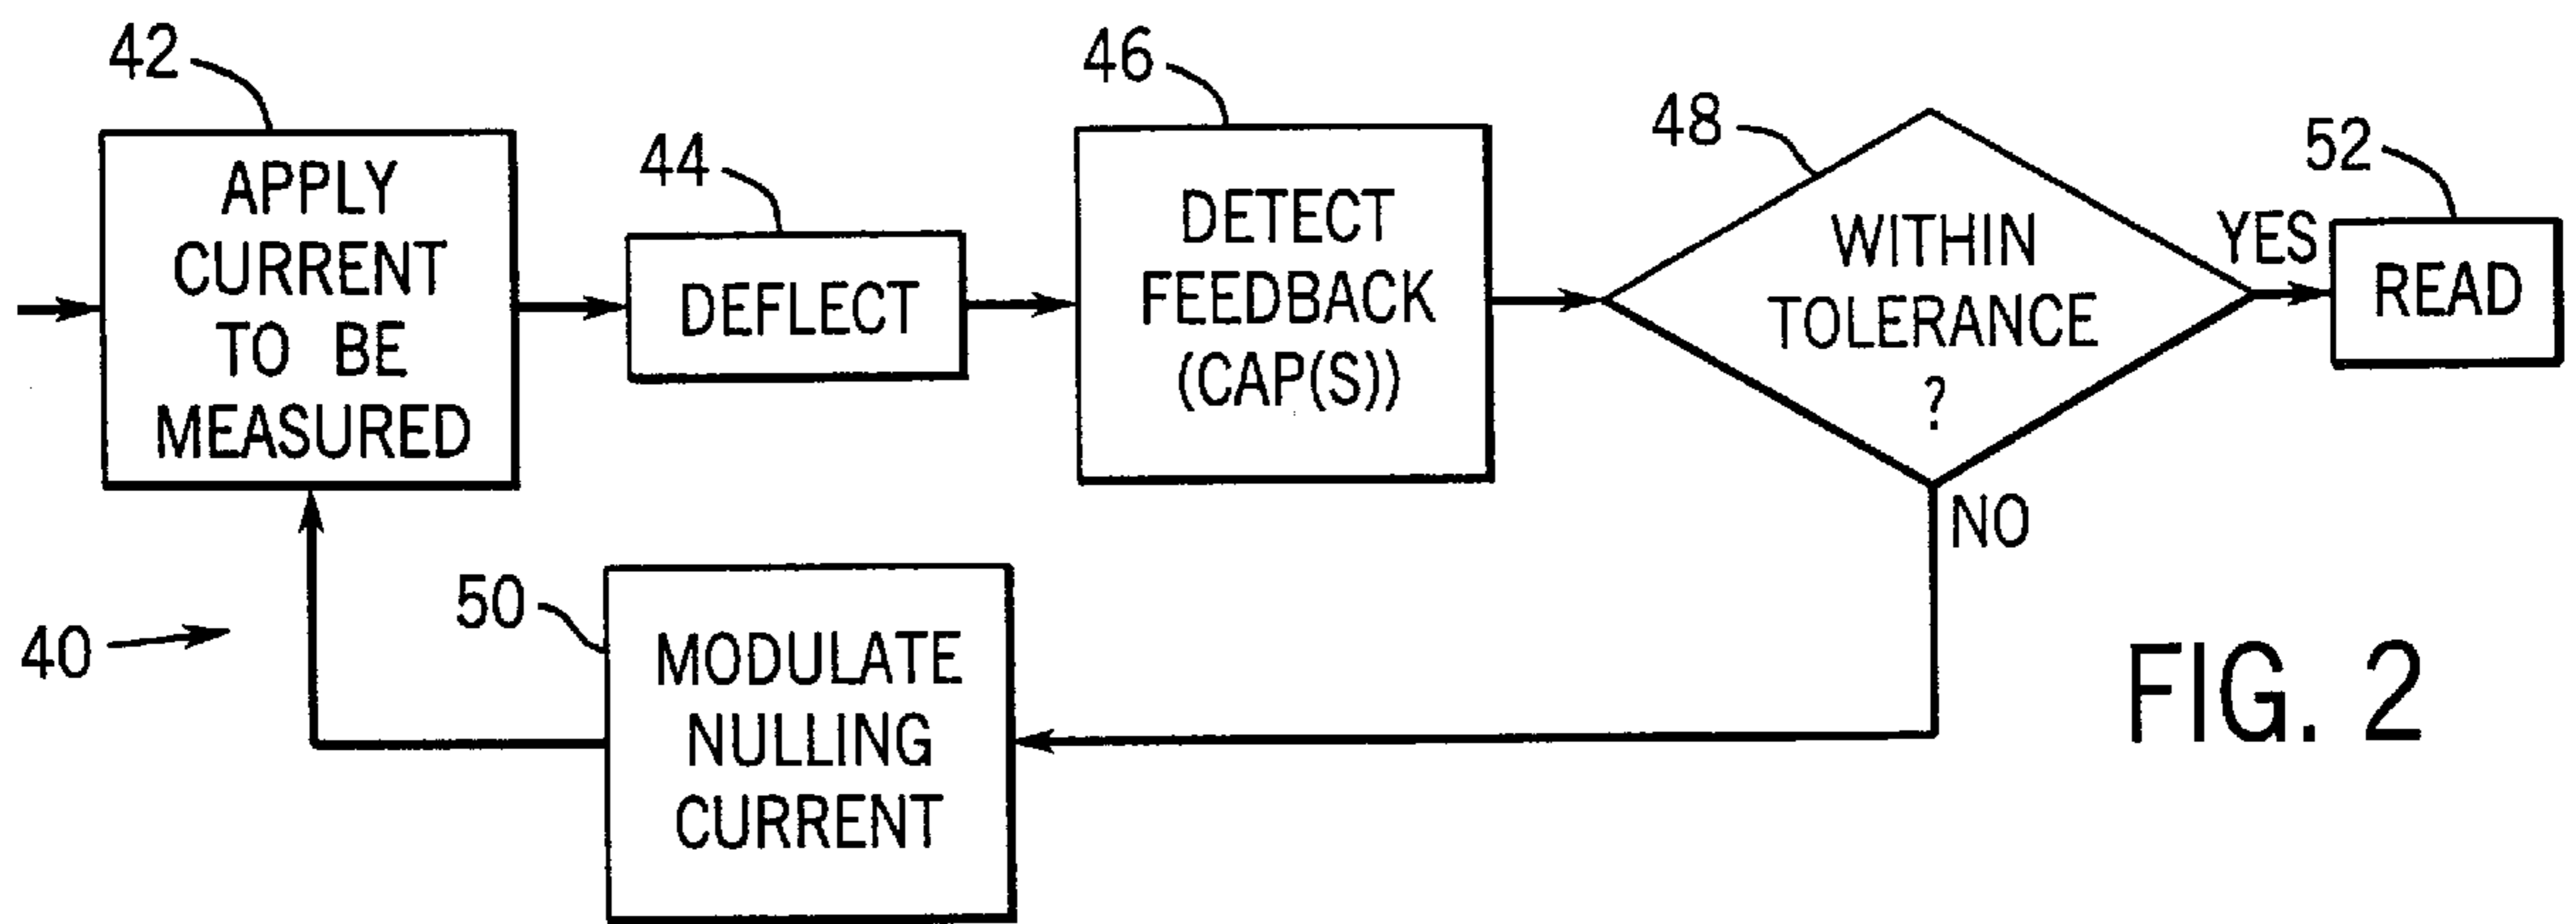 42
APPLY
CURRENT
TO BE
MEASURED
44
DEFLECT
46
DETECT
FEEDBACK
(CAP(S))
48
WITHIN
TOLERANCE
?
YES
52
READ
NO
50
MODULATE
NULLING
CURRENT
40
FIG. 2